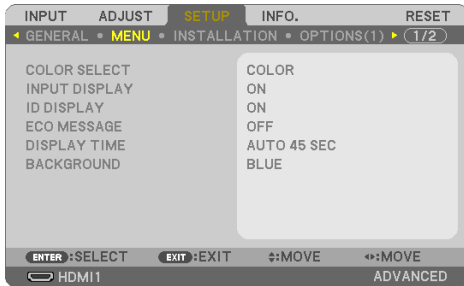 INPUT ADJUST SETUP INFO. RESET
GENERAL • MENU • INSTALLATION • OPTIONS(1) 1/2
COLOR SELECT COLOR
INPUT DISPLAY ON
ID DISPLAY ON
ECO MESSAGE OFF
DISPLAY TIME AUTO 45 SEC
BACKGROUND BLUE
ENTER :SELECT EXIT :EXIT :MOVE :MOVE
HDMI1 ADVANCED